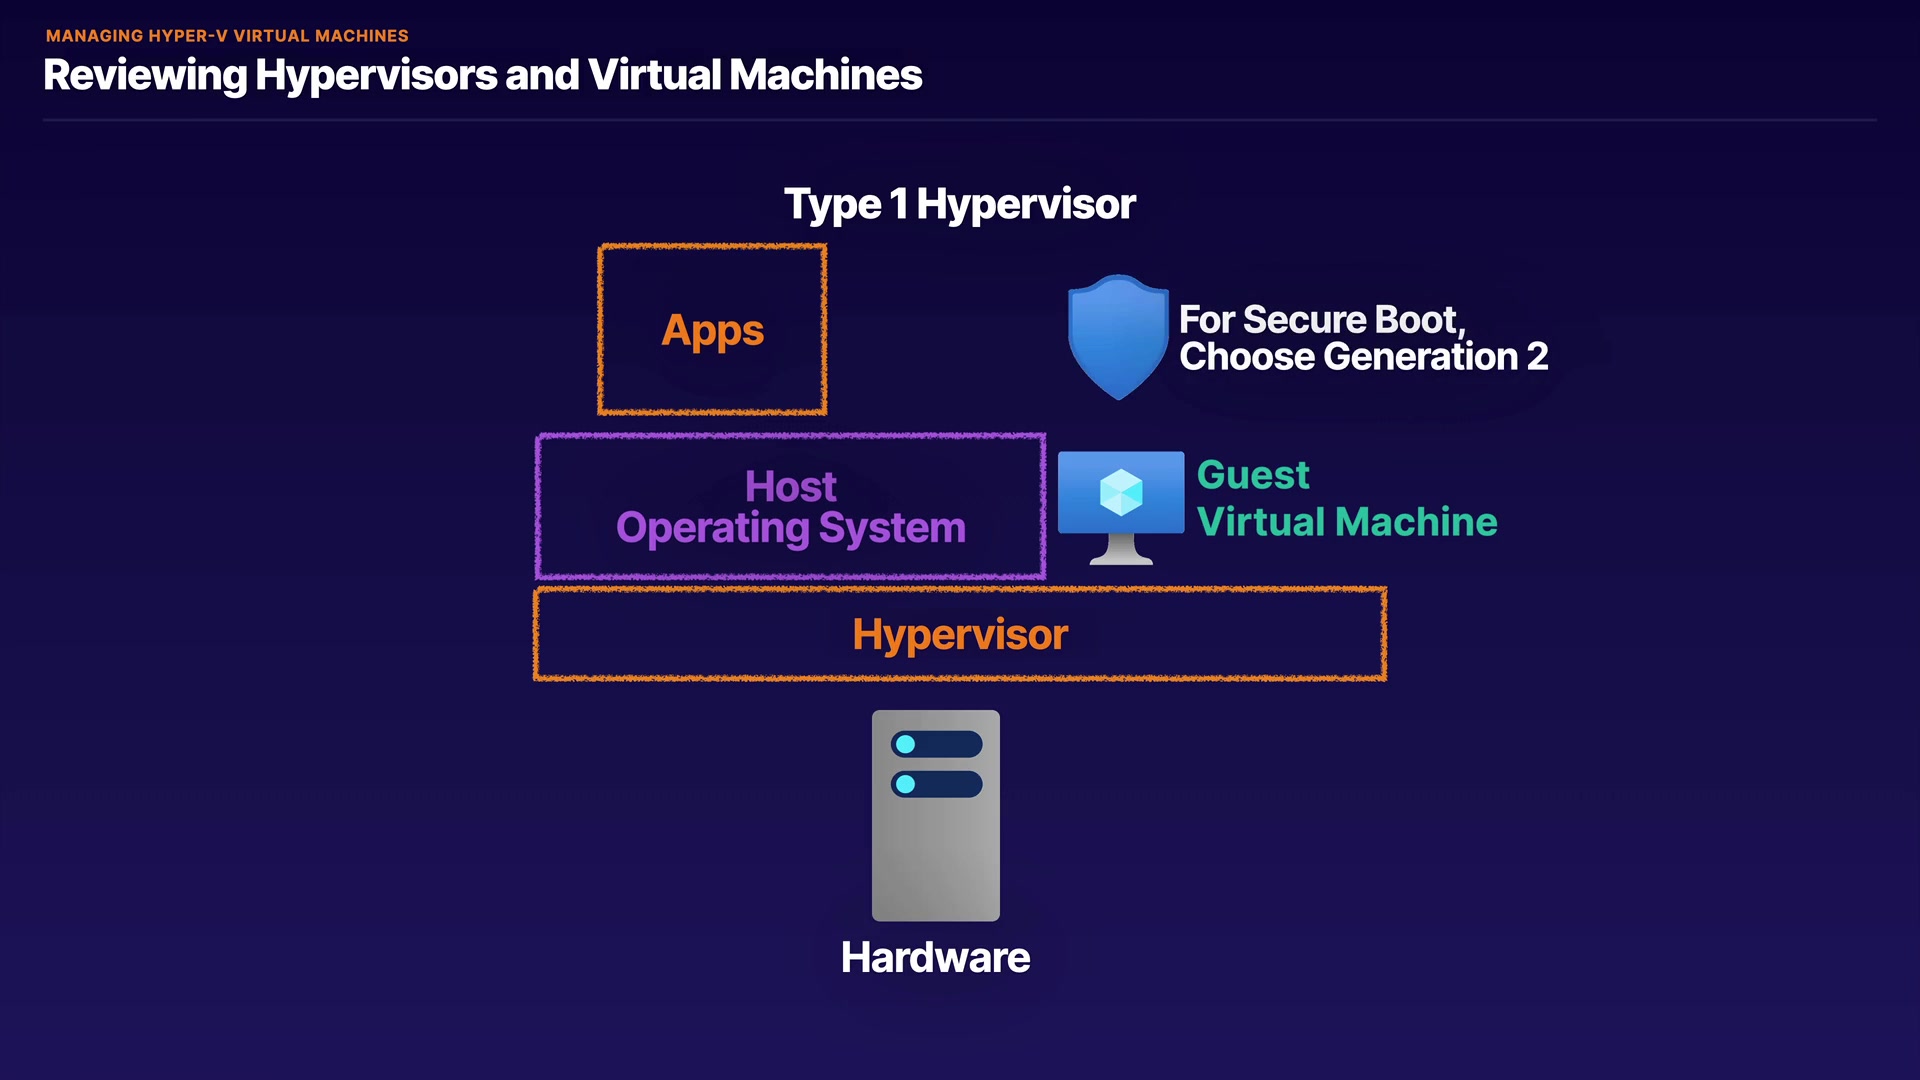 MANAGING HYPER-V VIRTUAL MACHINES
Reviewing Hypervisors and Virtual Machines
Type 1 Hypervisor
Apps
For Secure Boot,
Choose Generation 2
Host
Operating System
Guest
Virtual Machine
Hypervisor
Hardware